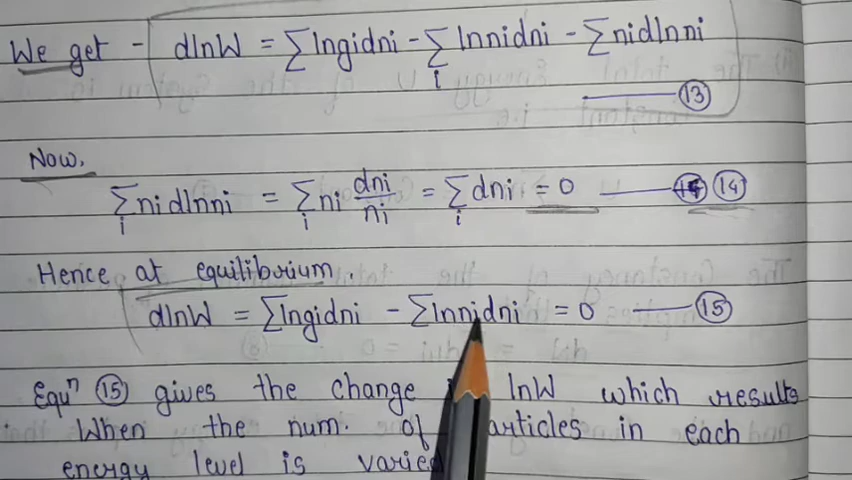 We get - dlnW = ∑lngidni - ∑i lnnidni - ∑nidlnni
13
Now,
∑i nidlnni = ∑i ni dni/ni = ∑i dni = 0 14
Hence at equilibrium.
dlnW = ∑lngidni - ∑lnnidni = 0 15
Equⁿ 15 gives the change lnW which results
When the num. of articles in each
energy level is varied